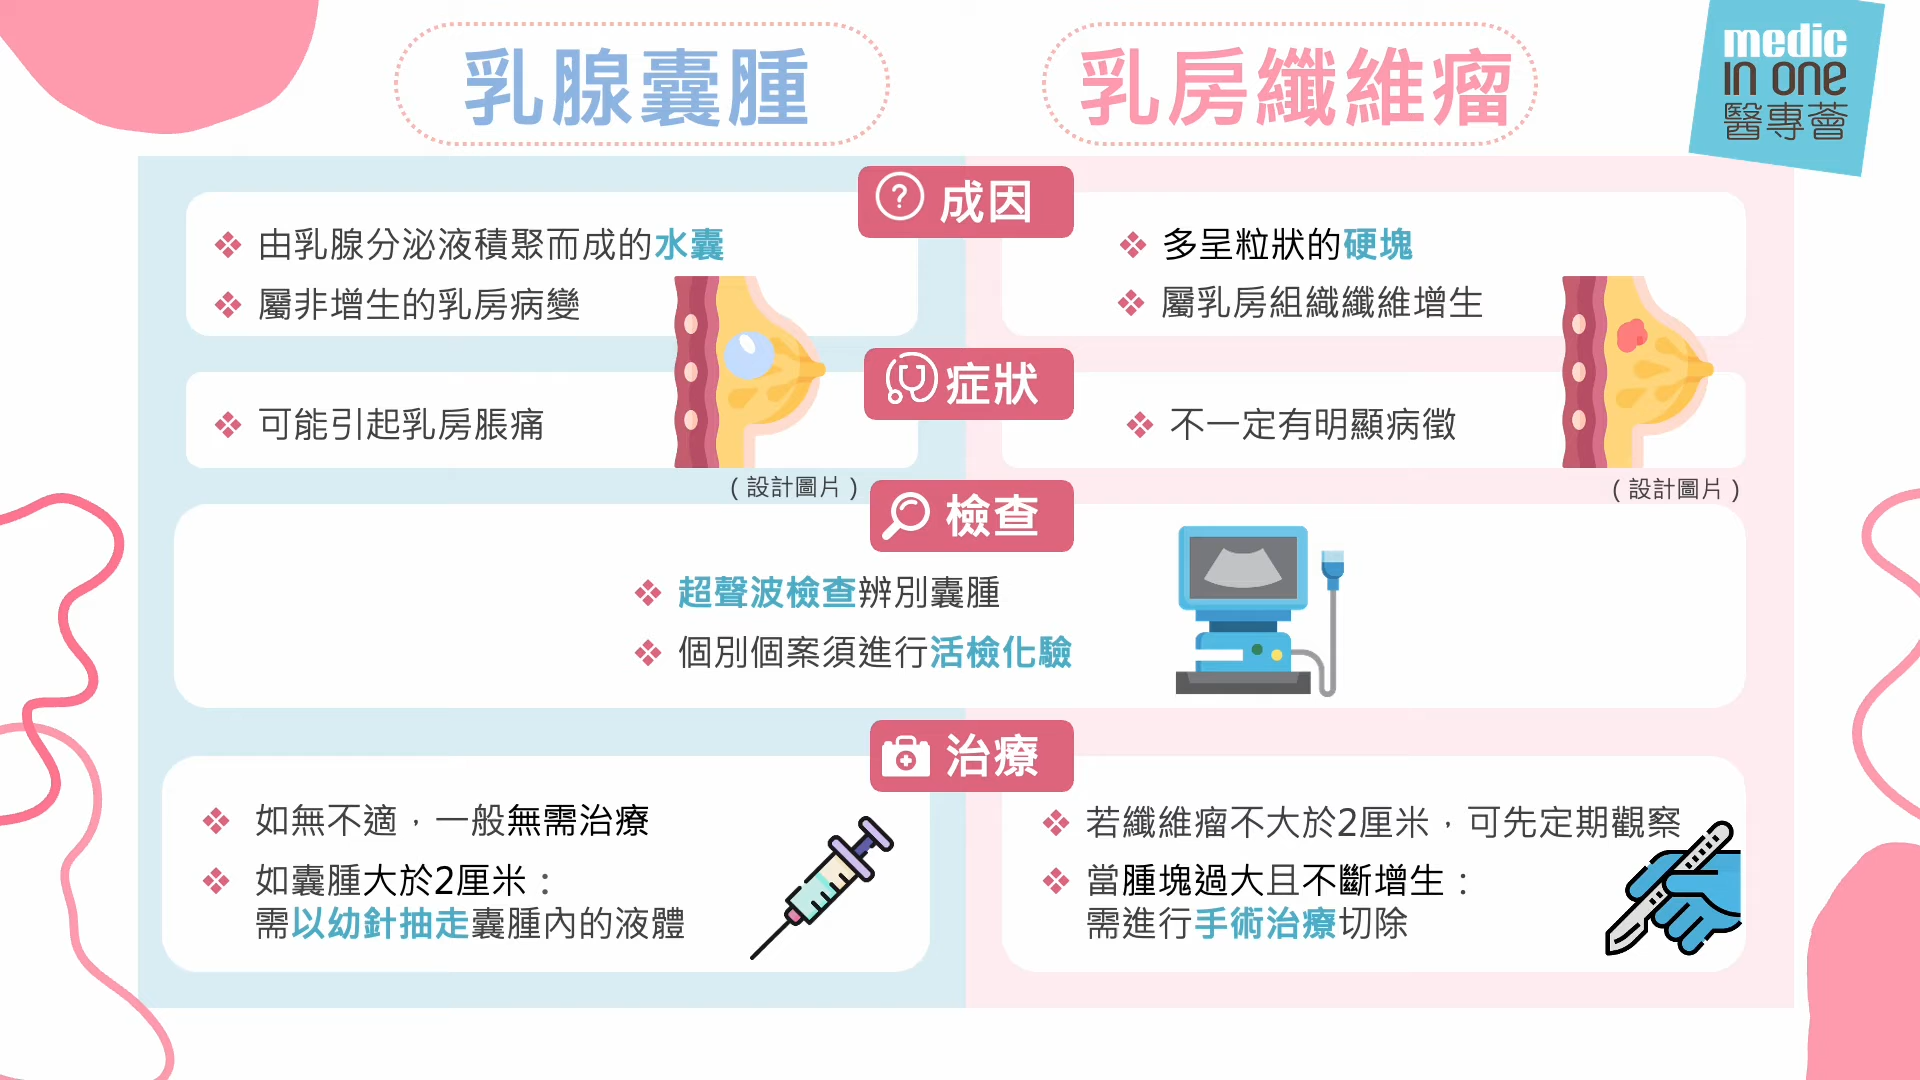 乳腺囊腫
乳房纖維瘤
medic
IN one
醫專薈
? 成因
由乳腺分泌液積聚而成的水囊
屬非增生的乳房病變
多呈粒狀的硬塊
屬乳房組織纖維增生
症狀
可能引起乳房脹痛
不一定有明顯病徵
(設計圖片)
(設計圖片)
檢查
超聲波檢查辨別囊腫
個別個案須進行活檢化驗
治療
如無不適，一般無需治療
如囊腫大於2厘米：
需以幼針抽走囊腫內的液體
若纖維瘤不大於2厘米，可先定期觀察
當腫塊過大且不斷增生：
需進行手術治療切除